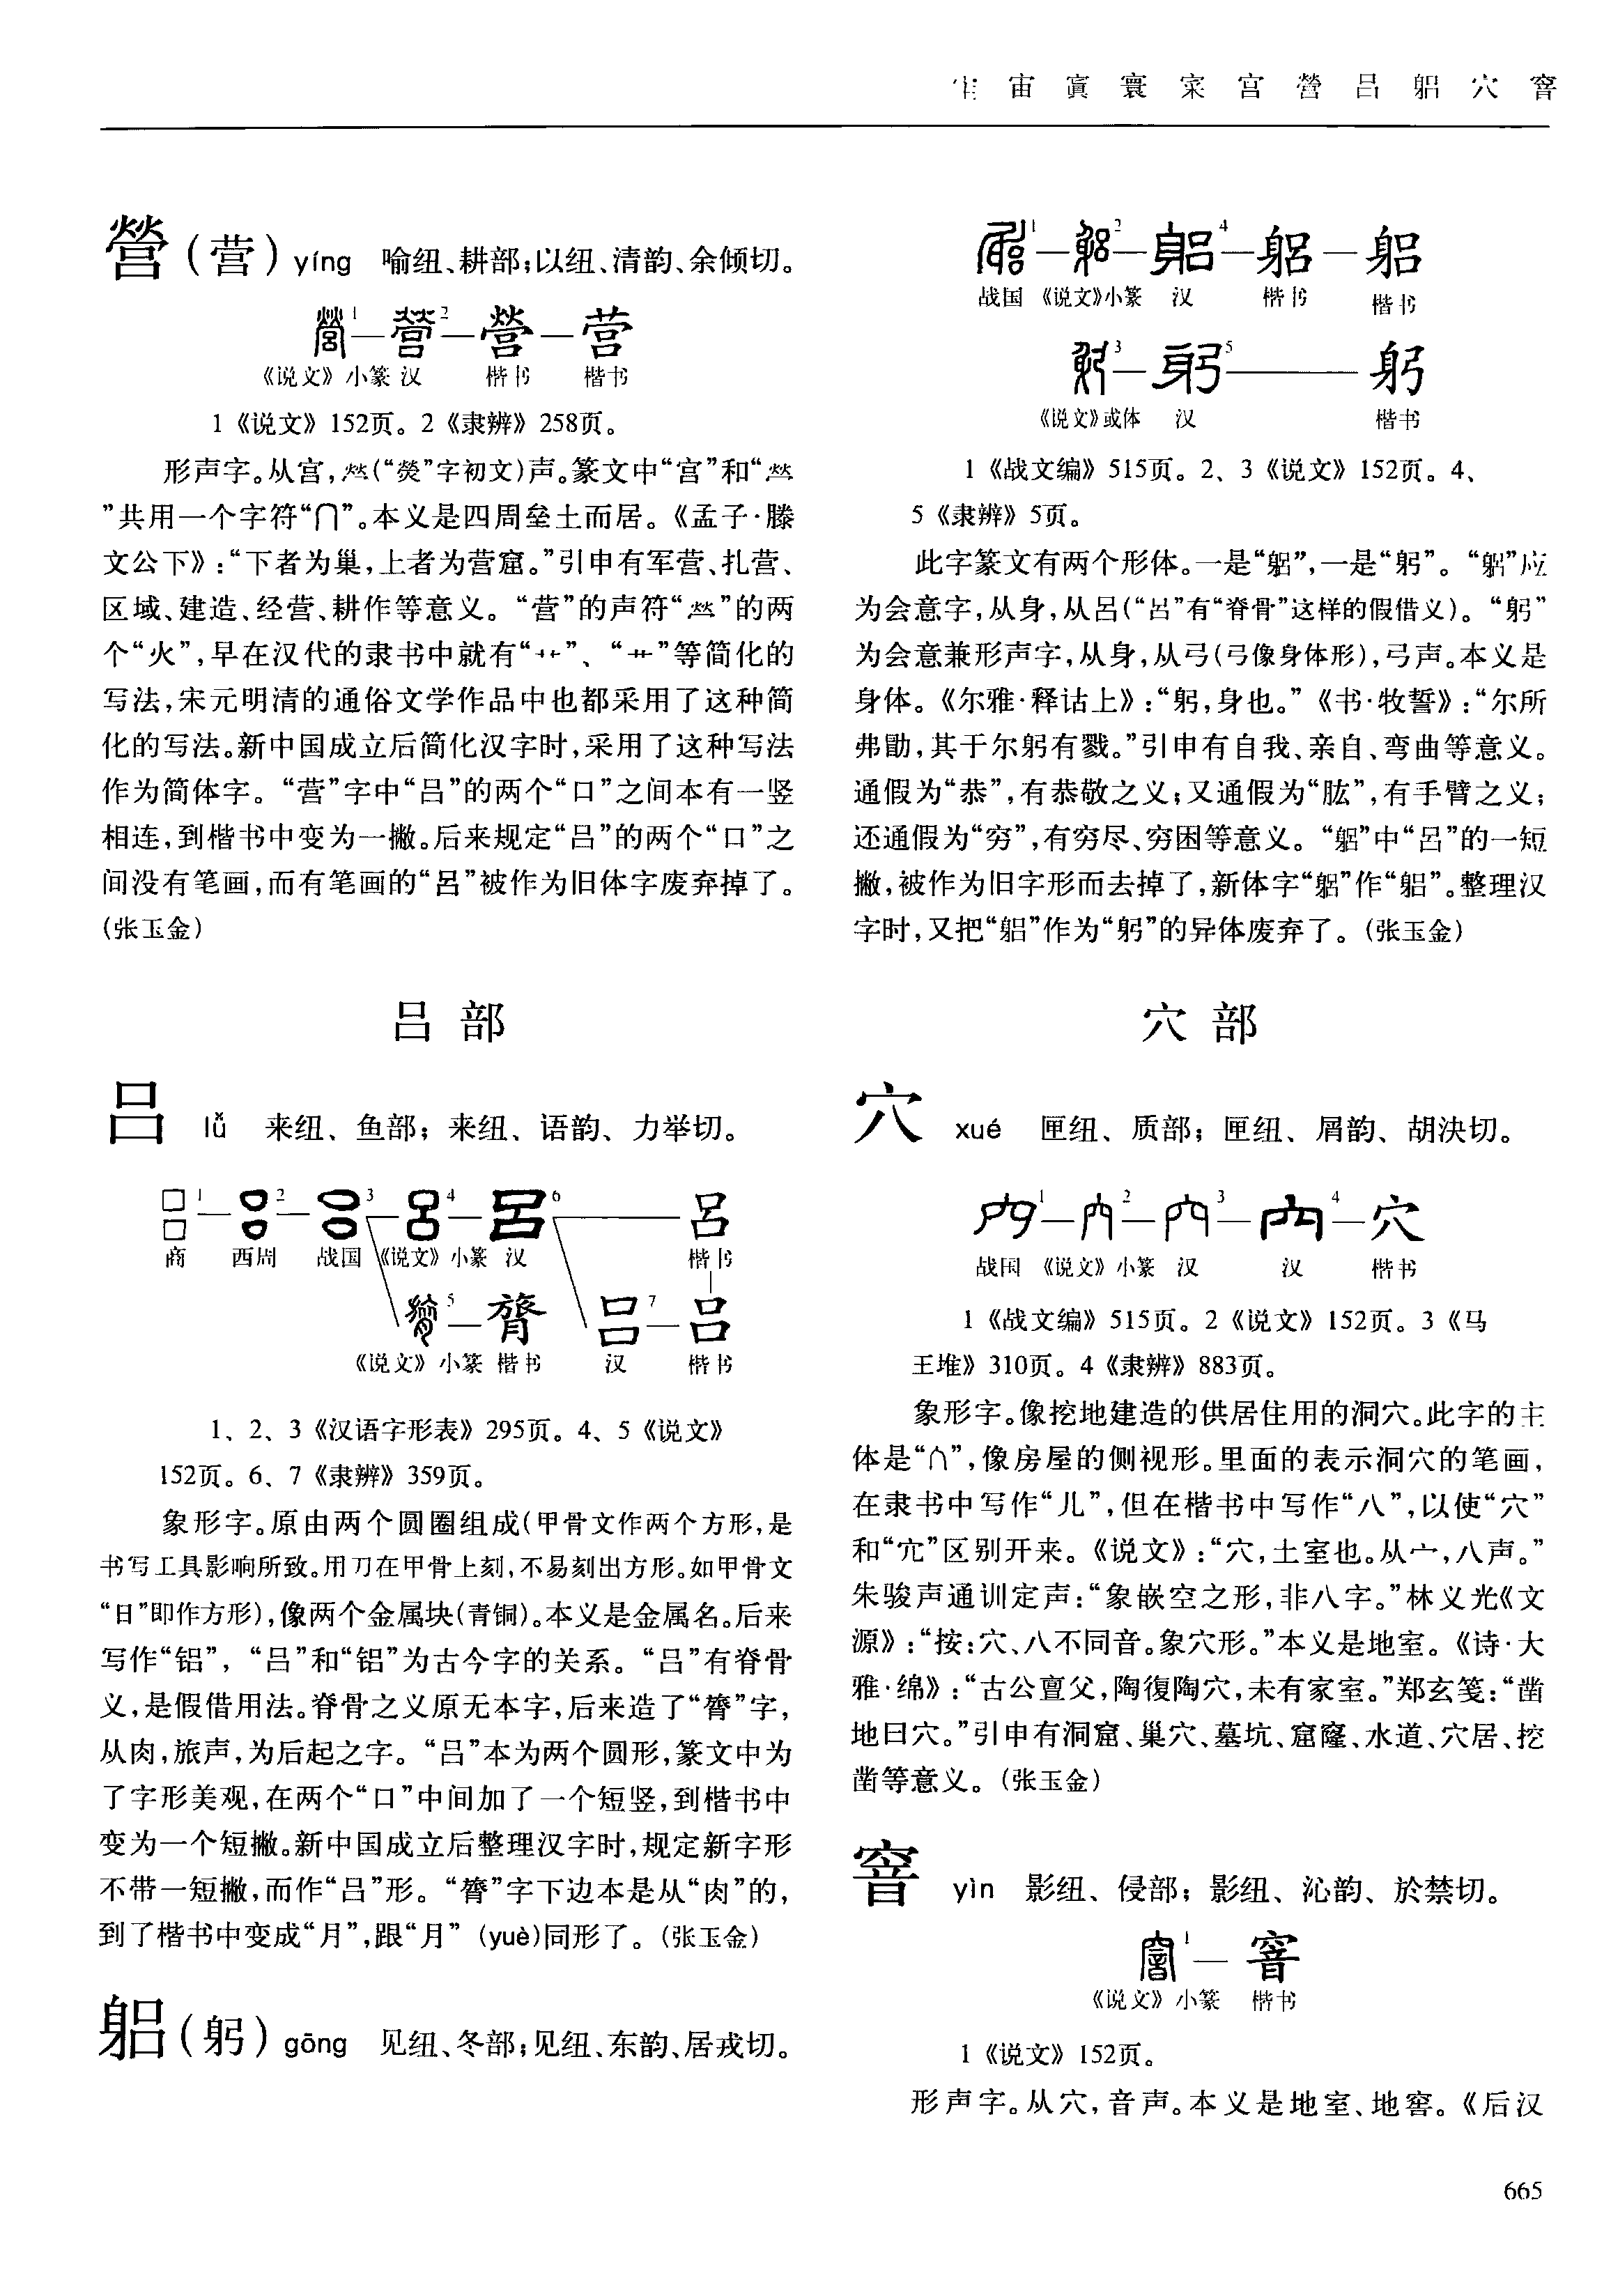 宙 寘 寰 寀 宫 營 吕 躳 穴 窨
營（营）yíng 喻纽、耕部；以纽、清韵、余倾切。
營1—營2—營—营
《说文》小篆 汉 楷书 楷书
1《说文》152页。2《隶辨》258页。
形声字。从宫，𤇾(“熒”字初文)声。篆文中“宫”和“𤇾
”共用一个字符“冂”。本义是四周垒土而居。《孟子·滕
文公下》：“下者为巢，上者为营窟。”引申有军营、扎营、
区域、建造、经营、耕作等意义。“营”的声符“𤇾”的两
个“火”，早在汉代的隶书中就有“䒑”、“艹”等简化的
写法，宋元明清的通俗文学作品中也都采用了这种简
化的写法。新中国成立后简化汉字时，采用了这种写法
作为简体字。“营”字中“吕”的两个“口”之间本有一竖
相连，到楷书中变为一撇。后来规定“吕”的两个“口”之
间没有笔画，而有笔画的“呂”被作为旧体字废弃掉了。
（张玉金）
吕 部
吕 lǚ 来纽、鱼部；来纽、语韵、力举切。
吕1—吕2—吕3—呂4—呂6—呂
商 西周 战国 《说文》小篆 汉 楷书
膂5—膂 吕7—吕
《说文》小篆 楷书 汉 楷书
1、2、3《汉语字形表》295页。4、5《说文》
152页。6、7《隶辨》359页。
象形字。原由两个圆圈组成(甲骨文作两个方形，是
书写工具影响所致。用刀在甲骨上刻，不易刻出方形。如甲骨文
“日”即作方形)，像两个金属块(青铜)。本义是金属名。后来
写作“铝”，“吕”和“铝”为古今字的关系。“吕”有脊骨
义，是假借用法。脊骨之义原无本字，后来造了“膂”字，
从肉，旅声，为后起之字。“吕”本为两个圆形，篆文中为
了字形美观，在两个“口”中间加了一个短竖，到楷书中
变为一个短撇。新中国成立后整理汉字时，规定新字形
不带一短撇，而作“吕”形。“膂”字下边本是从“肉”的，
到了楷书中变成“月”，跟“月”(yuè)同形了。（张玉金）
躳（躬）gōng 见纽、冬部；见纽、东韵、居戎切。
躳1—躳2—躳4—躳—躳
战国 《说文》小篆 汉 楷书 楷书
躬3—躬5—躬
《说文》或体 汉 楷书
1《战文编》515页。2、3《说文》152页。4、
5《隶辨》5页。
此字篆文有两个形体。一是“躳”，一是“躬”。“躳”应
为会意字，从身，从呂(“吕”有“脊骨”这样的假借义)。“躬”
为会意兼形声字，从身，从弓(弓像身体形)，弓声。本义是
身体。《尔雅·释诂上》：“躬，身也。”《书·牧誓》：“尔所
弗勖，其于尔躬有戮。”引申有自我、亲自、弯曲等意义。
通假为“恭”，有恭敬之义；又通假为“肱”，有手臂之义；
还通假为“穷”，有穷尽、穷困等意义。“躳”中“呂”的一短
撇，被作为旧字形而去掉了，新体字“躳”作“躳”。整理汉
字时，又把“躳”作为“躬”的异体废弃了。（张玉金）
穴 部
穴 xué 匣纽、质部；匣纽、屑韵、胡决切。
穴1—穴2—穴3—穴4—穴
战国 《说文》小篆 汉 汉 楷书
1《战文编》515页。2《说文》152页。3《马
王堆》310页。4《隶辨》883页。
象形字。像挖地建造的供居住用的洞穴。此字的主
体是“宀”，像房屋的侧视形。里面的表示洞穴的笔画，
在隶书中写作“儿”，但在楷书中写作“八”，以使“穴”
和“宂”区别开来。《说文》：“穴，土室也。从宀，八声。”
朱骏声通训定声：“象嵌空之形，非八字。”林义光《文
源》：“按：穴、八不同音。象穴形。”本义是地室。《诗·大
雅·绵》：“古公亶父，陶復陶穴，未有家室。”郑玄笺：“凿
地曰穴。”引申有洞窟、巢穴、墓坑、窟窿、水道、穴居、挖
凿等意义。（张玉金）
窨 yìn 影纽、侵部；影纽、沁韵、於禁切。
窨1—窨
《说文》小篆 楷书
1《说文》152页。
形声字。从穴，音声。本义是地室、地窖。《后汉
665